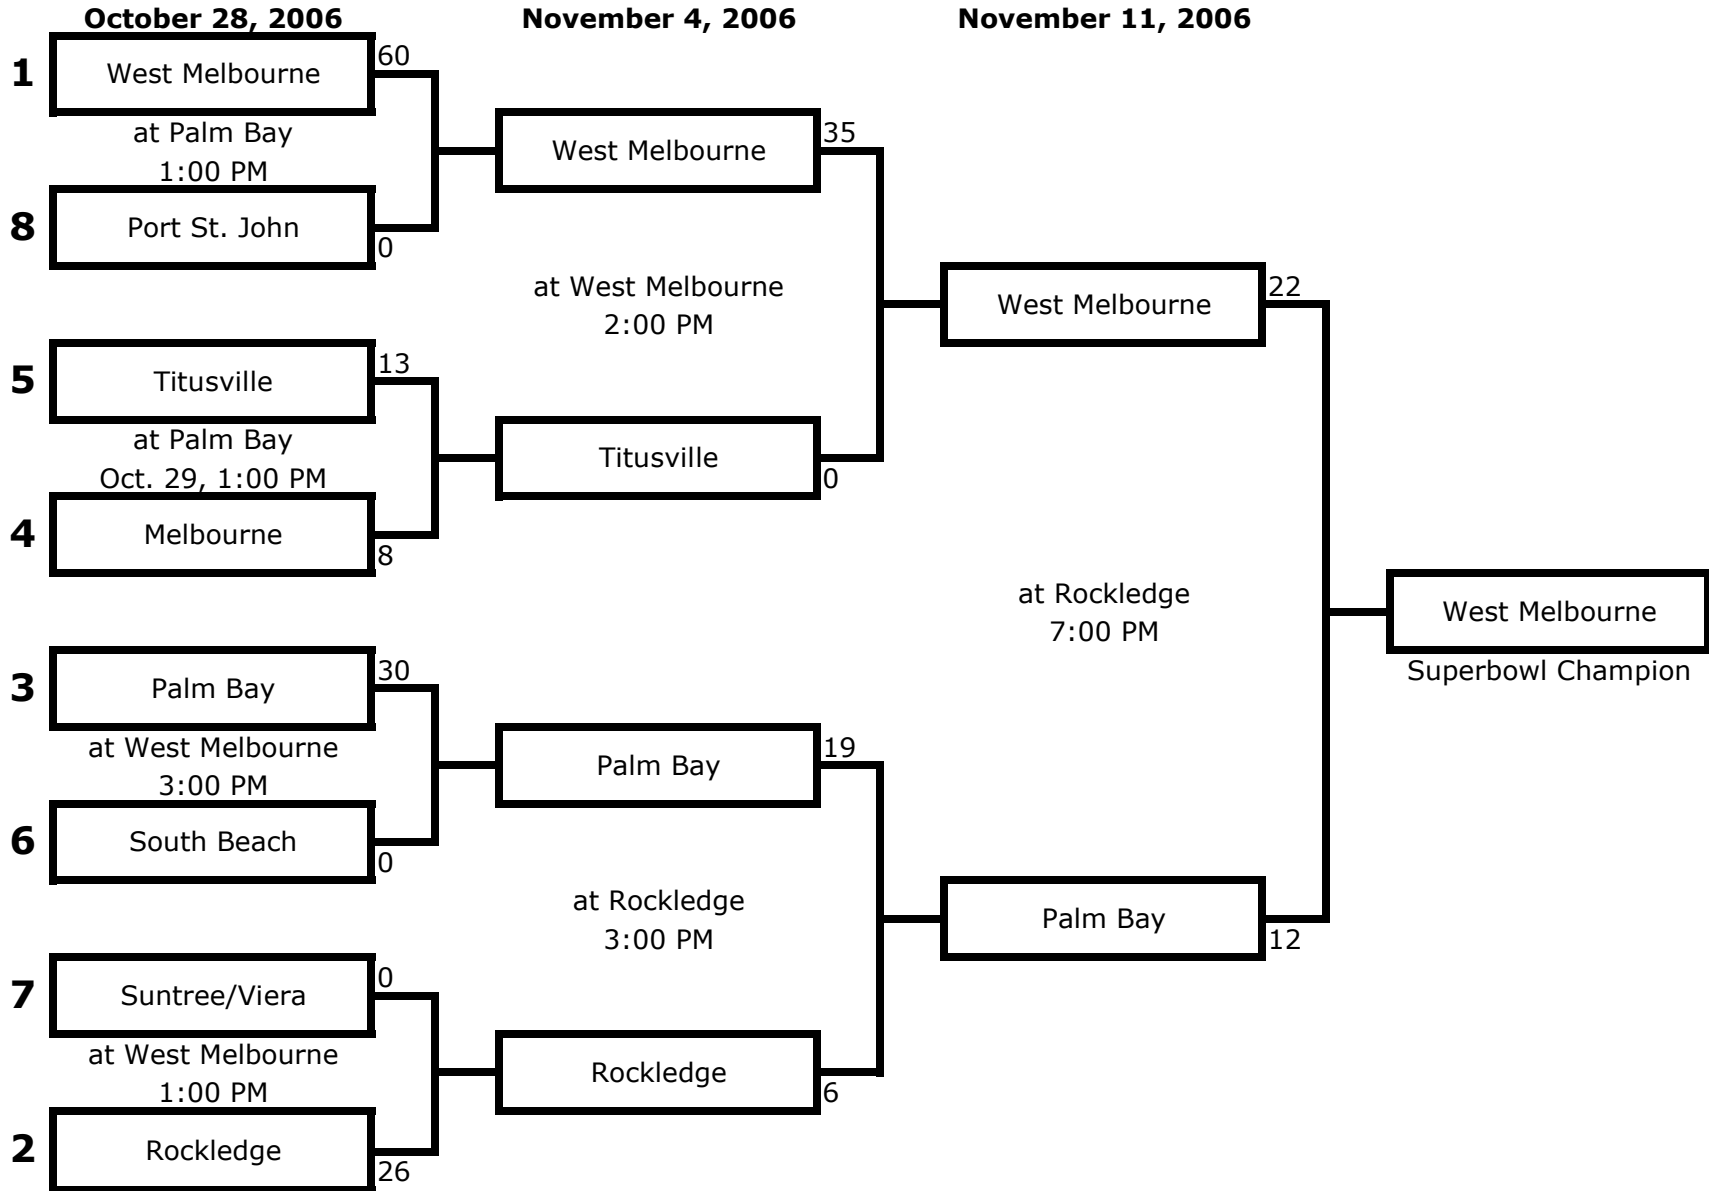 October 28, 2006
November 4, 2006
November 11, 2006
1
West Melbourne
60
at Palm Bay
1:00 PM
8
Port St. John
0
5
Titusville
13
at Palm Bay
Oct. 29, 1:00 PM
4
Melbourne
8
3
Palm Bay
30
at West Melbourne
3:00 PM
6
South Beach
0
7
Suntree/Viera
0
at West Melbourne
1:00 PM
2
Rockledge
26
West Melbourne
35
at West Melbourne
2:00 PM
Titusville
0
Palm Bay
19
at Rockledge
3:00 PM
Rockledge
6
West Melbourne
22
at Rockledge
7:00 PM
Palm Bay
12
West Melbourne
Superbowl Champion